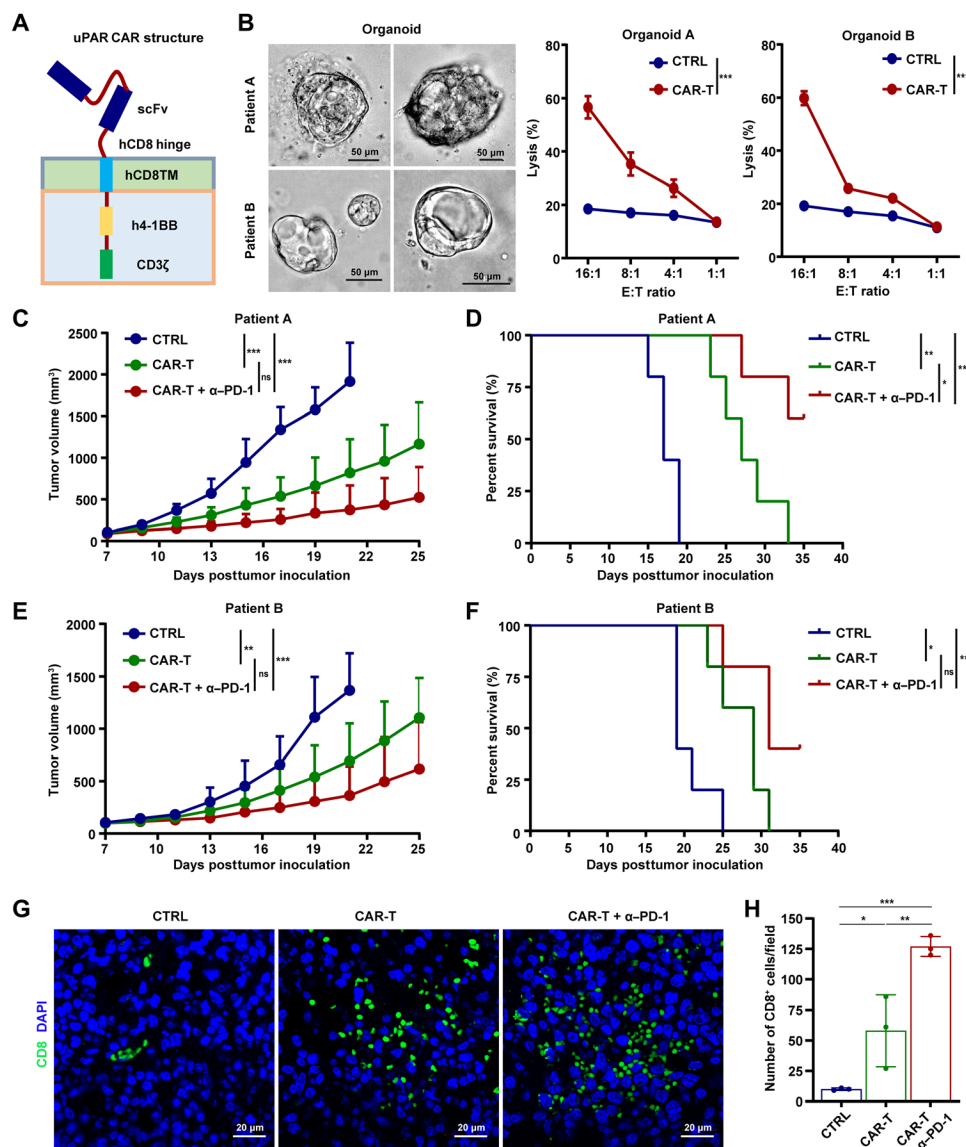 A
uPAR CAR structure
scFv
hCD8 hinge
hCD8TM
h4-1BB
CD3ζ
B
Organoid
Patient A
50 μm
50 μm
Patient B
50 μm
50 μm
Organoid A
CTRL
CAR-T
***
Lysis (%)
80
60
40
20
0
16:1 8:1 4:1 1:1
E:T ratio
Organoid B
CTRL
CAR-T
Lysis (%)
80
60
40
20
0
16:1 8:1 4:1 1:1
E:T ratio
C
Patient A
CTRL
CAR-T
CAR-T + α–PD-1
***
ns
***
Tumor volume (mm³)
2500
2000
1500
1000
500
0
7 10 13 16 19 22 25
Days posttumor inoculation
D
Patient A
CTRL
CAR-T
CAR-T + α–PD-1
**
*
Percent survival (%)
100
75
50
25
0
0 5 10 15 20 25 30 35 40
Days posttumor inoculation
E
Patient B
CTRL
CAR-T
CAR-T + α–PD-1
**
ns
***
Tumor volume (mm³)
2000
1500
1000
500
0
7 10 13 16 19 22 25
Days posttumor inoculation
F
Patient B
CTRL
CAR-T
CAR-T + α–PD-1
*
ns
Percent survival (%)
100
75
50
25
0
0 5 10 15 20 25 30 35 40
Days posttumor inoculation
G
CTRL
CAR-T
CAR-T + α–PD-1
CD8 DAPI
20 μm
20 μm
20 μm
H
***
* **
Number of CD8⁺ cells/field
150
125
100
75
50
25
0
CTRL
CAR-T
CAR-T
α–PD-1